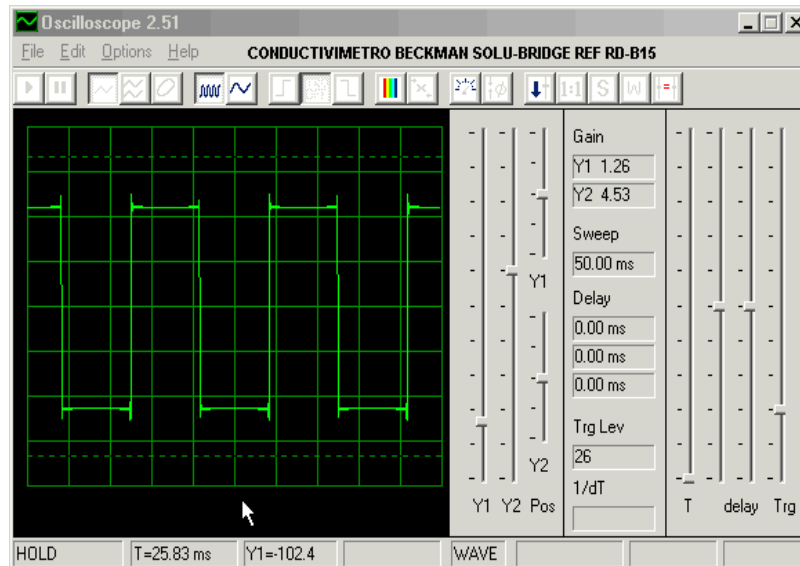 Oscilloscope 2.51
File Edit Options Help CONDUCTIVIMETRO BECKMAN SOLU-BRIDGE REF RD-B15
1:1 S W
Gain
Y1 1.26
Y2 4.53
Sweep
50.00 ms
Y1
Delay
0.00 ms
0.00 ms
0.00 ms
Trg Lev
26
Y2
1/dT
Y1 Y2 Pos
T delay Trg
HOLD T=25.83 ms Y1=-102.4 WAVE